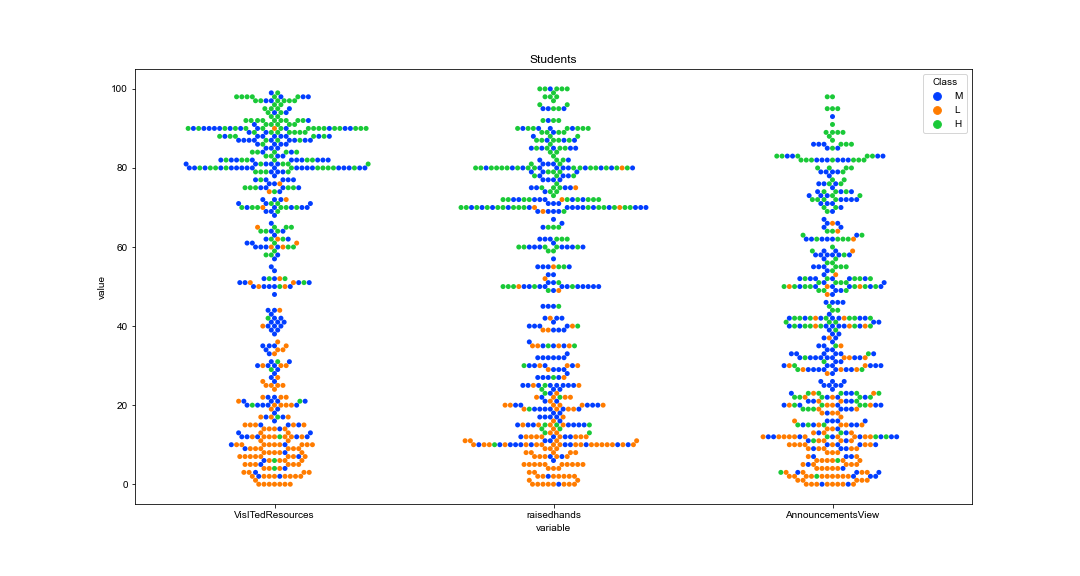 Students
Class
M
L
H
100
80
60
40
20
0
value
VisITedResources
raisedhands
AnnouncementsView
variable